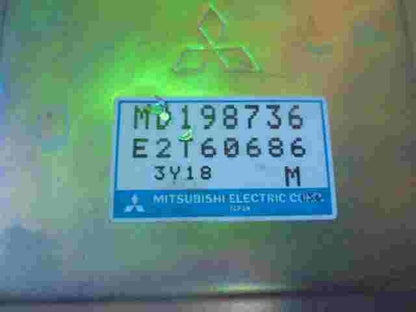 MD198736
E2T60686
3Y18 M
MITSUBISHI ELECTRIC CORP.
JAPAN